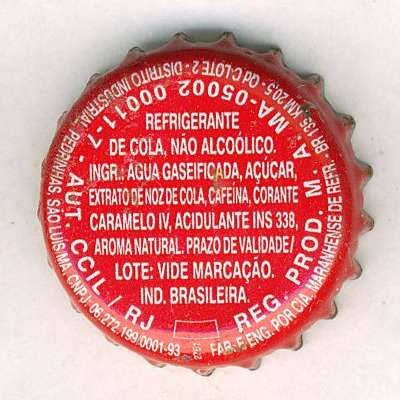 REFRIGERANTE
DE COLA, NÃO ALCOÓLICO.
INGR.: ÁGUA GASEIFICADA, AÇÚCAR,
EXTRATO DE NOZ DE COLA, CAFEÍNA, CORANTE
CARAMELO IV, ACIDULANTE INS 338,
AROMA NATURAL. PRAZO DE VALIDADE/
LOTE: VIDE MARCAÇÃO.
IND. BRASILEIRA.
REG. PROD. M. A MA-05002 00011-7 - AUT CCIL / RJ
FAB. E ENG. POR CIA. MARANHENSE DE REFR. - BR 135 KM 20,5 - Qd C LOTE 2 - DISTRITO INDUSTRIAL, PEDRINHAS, SÃO LUIS/MA, CNPJ: 06.272.199/0001-93